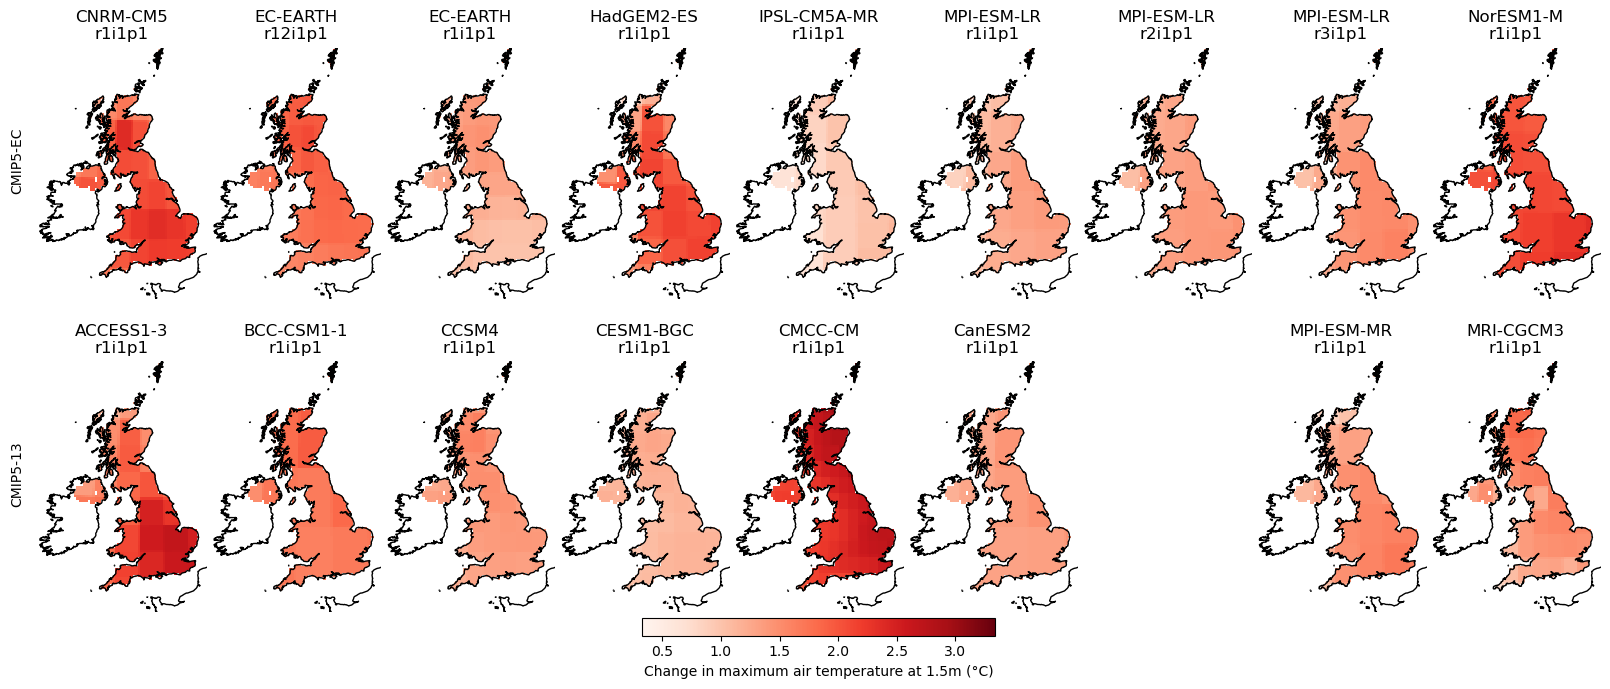 CNRM-CM5
r1i1p1
EC-EARTH
r12i1p1
EC-EARTH
r1i1p1
HadGEM2-ES
r1i1p1
IPSL-CM5A-MR
r1i1p1
MPI-ESM-LR
r1i1p1
MPI-ESM-LR
r2i1p1
MPI-ESM-LR
r3i1p1
NorESM1-M
r1i1p1
CMIP5-EC
ACCESS1-3
r1i1p1
BCC-CSM1-1
r1i1p1
CCSM4
r1i1p1
CESM1-BGC
r1i1p1
CMCC-CM
r1i1p1
CanESM2
r1i1p1
MPI-ESM-MR
r1i1p1
MRI-CGCM3
r1i1p1
CMIP5-13
0.5 1.0 1.5 2.0 2.5 3.0
Change in maximum air temperature at 1.5m (°C)